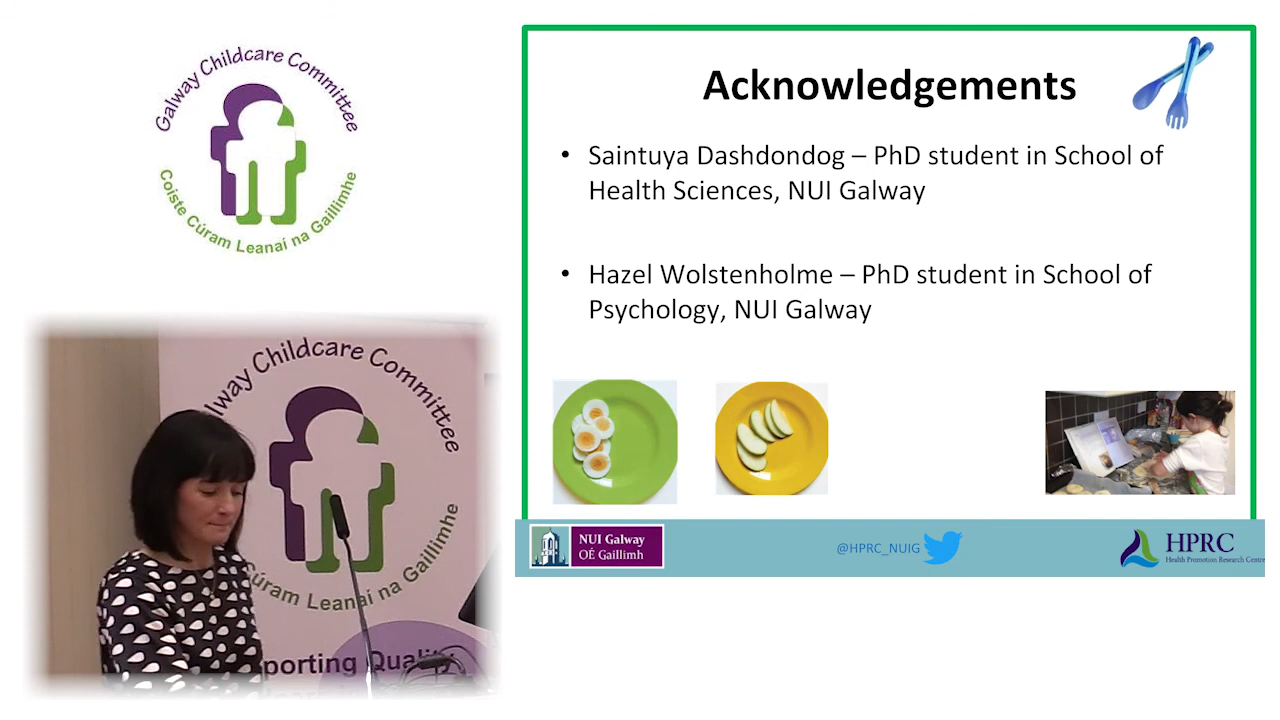 Galway Childcare Committee
Coiste Cúram Leanaí na Gaillimhe
Acknowledgements
• Saintuya Dashdondog – PhD student in School of
Health Sciences, NUI Galway
• Hazel Wolstenholme – PhD student in School of
Psychology, NUI Galway
NUI Galway
OÉ Gaillimh
@HPRC_NUIG
HPRC
Health Promotion Research Centre
lway Childcare Committee
Cúram Leanaí na Gaillimhe
porting Quality